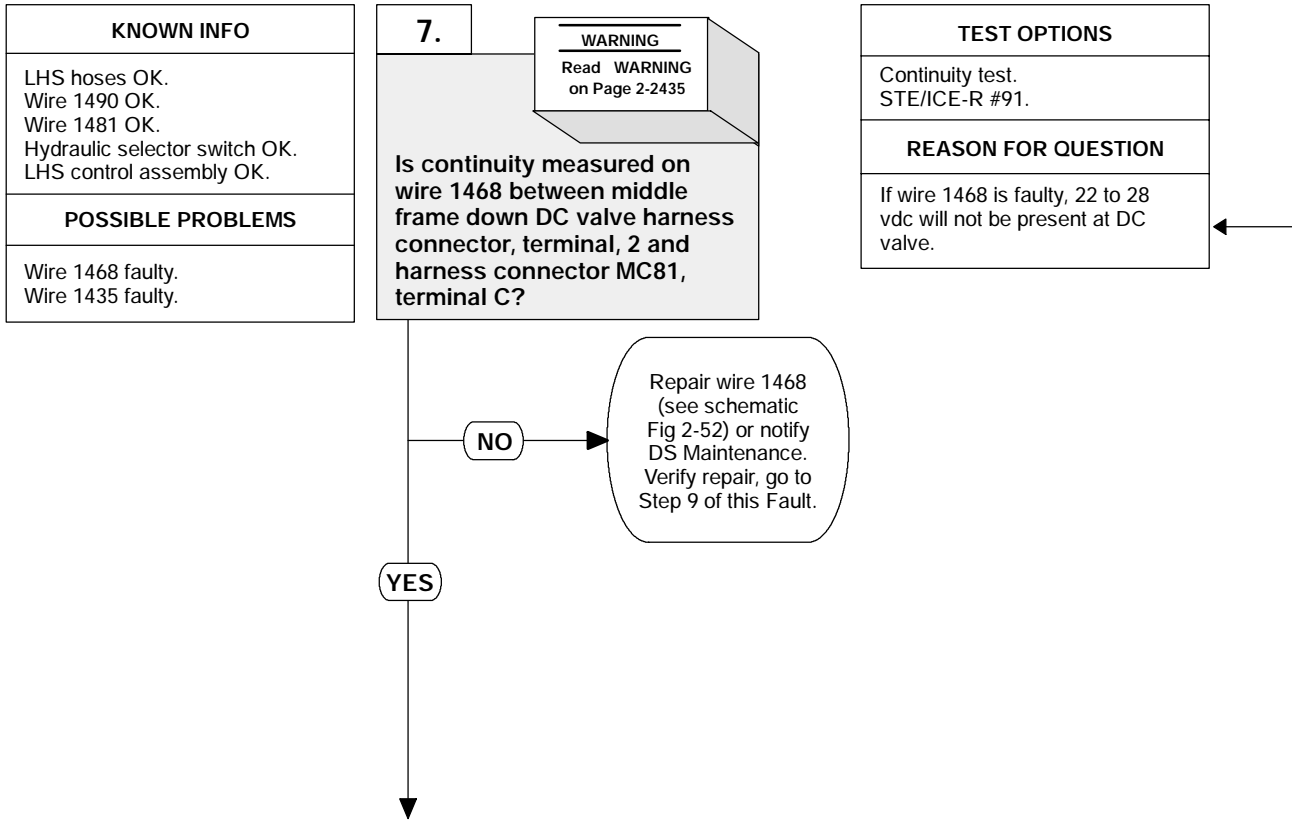 KNOWN INFO
LHS hoses OK.
Wire 1490 OK.
Wire 1481 OK.
Hydraulic selector switch OK.
LHS control assembly OK.
POSSIBLE PROBLEMS
Wire 1468 faulty.
Wire 1435 faulty.
7.
WARNING
Read WARNING
on Page 2-2435
Is continuity measured on
wire 1468 between middle
frame down DC valve harness
connector, terminal, 2 and
harness connector MC81,
terminal C?
TEST OPTIONS
Continuity test.
STE/ICE-R #91.
REASON FOR QUESTION
If wire 1468 is faulty, 22 to 28
vdc will not be present at DC
valve.
NO
Repair wire 1468
(see schematic
Fig 2-52) or notify
DS Maintenance.
Verify repair, go to
Step 9 of this Fault.
YES